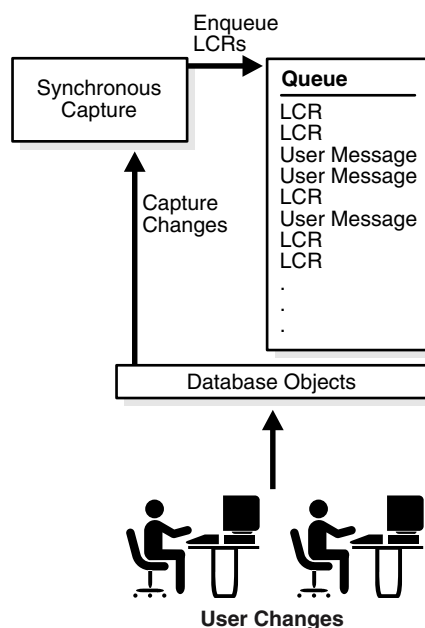 Enqueue
LCRs
Synchronous
Capture
Queue
LCR
LCR
User Message
User Message
LCR
User Message
LCR
LCR
.
.
.
Capture
Changes
Database Objects
User Changes